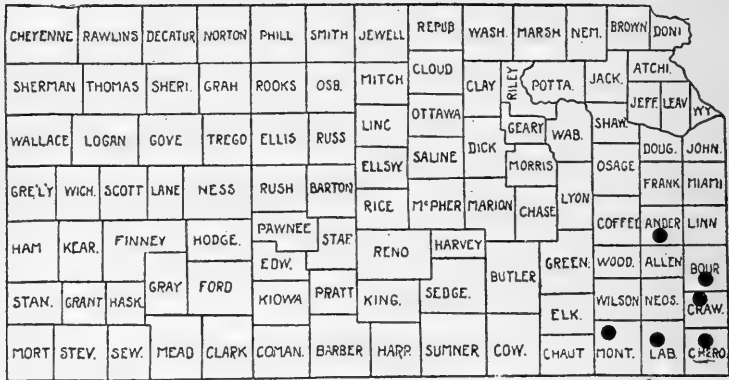 CHEYENNE RAWLINS DECATUR NORTON PHILL SMITH JEWELL REPUB WASH. MARSH NEM. BROWN DONI
SHERMAN THOMAS SHERI. GRAH ROOKS OSB. MITCH CLOUD CLAY RILEY POTTA. JACK. ATCHI.
JEFF. LEAV WY
WALLACE LOGAN GOVE TREGO ELLIS RUSS LINC OTTAWA DICK GEARY WAB. SHAW. DOUG. JOHN.
ELLSW. SALINE MORRIS OSAGE
GRE'LY WICH. SCOTT LANE NESS RUSH BARTON RICE McPHER MARION CHASE LYON FRANK MIAMI
HAM KEAR. FINNEY HODGE. PAWNEE STAF. RENO HARVEY COFFEE ANDER LINN
EDW. BUTLER GREEN. WOOD. ALLEN BOUR
STAN. GRANT HASK. GRAY FORD KIOWA PRATT KING. SEDGE. ELK. WILSON NEOS. CRAW.
MORT STEV. SEW. MEAD CLARK COMAN. BARBER HARP. SUMNER COW. CHAUT MONT. LAB. CHERO.